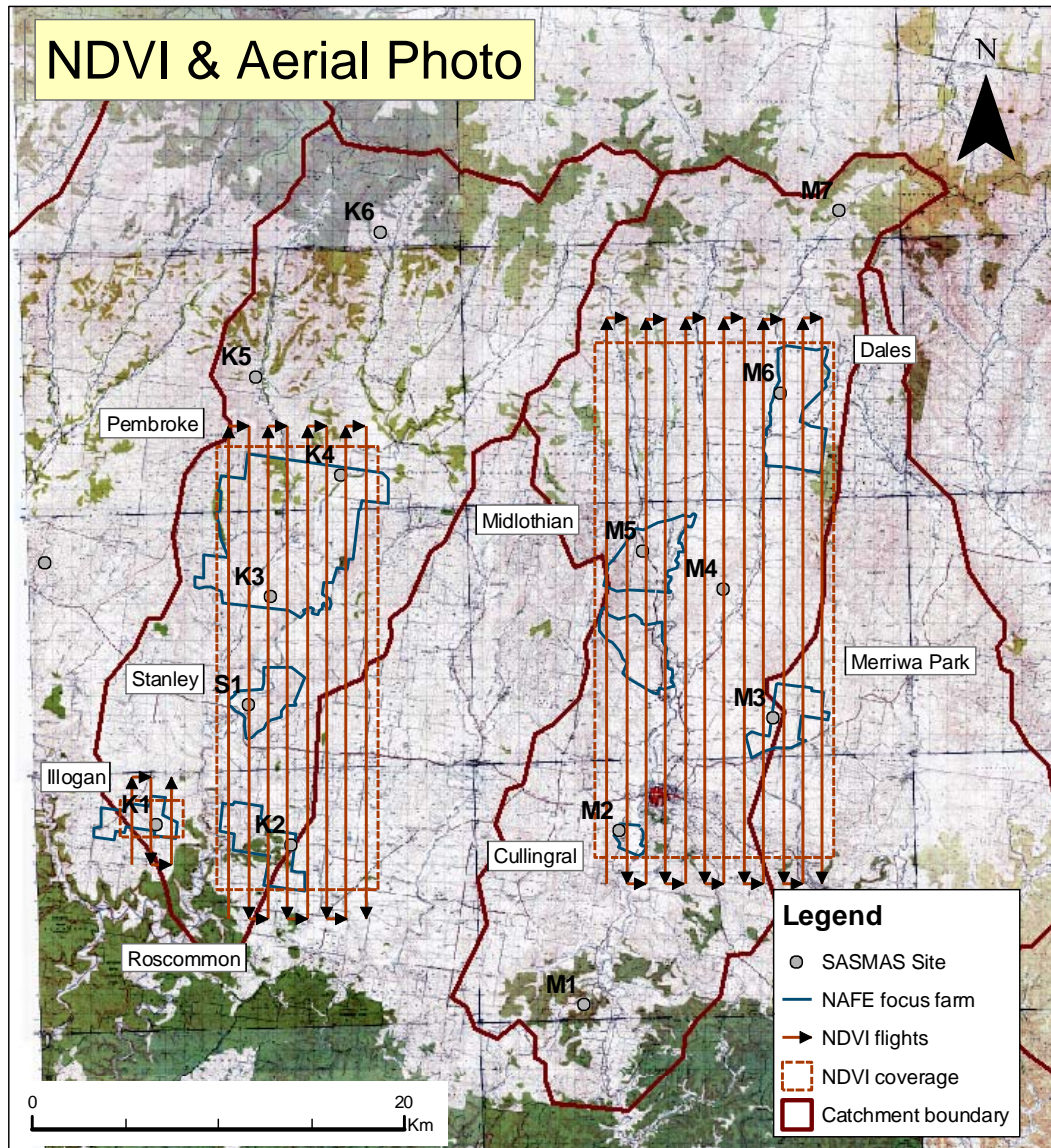 NDVI & Aerial Photo
N
M7
K6
Dales
K5
M6
Pembroke
K4
Midlothian
M5
M4
K3
Merriwa Park
Stanley
S1
M3
Illogan
K1
M2
K2
Cullingral
Roscommon
M1
Legend
SASMAS Site
NAFE focus farm
NDVI flights
NDVI coverage
Catchment boundary
0
20
Km